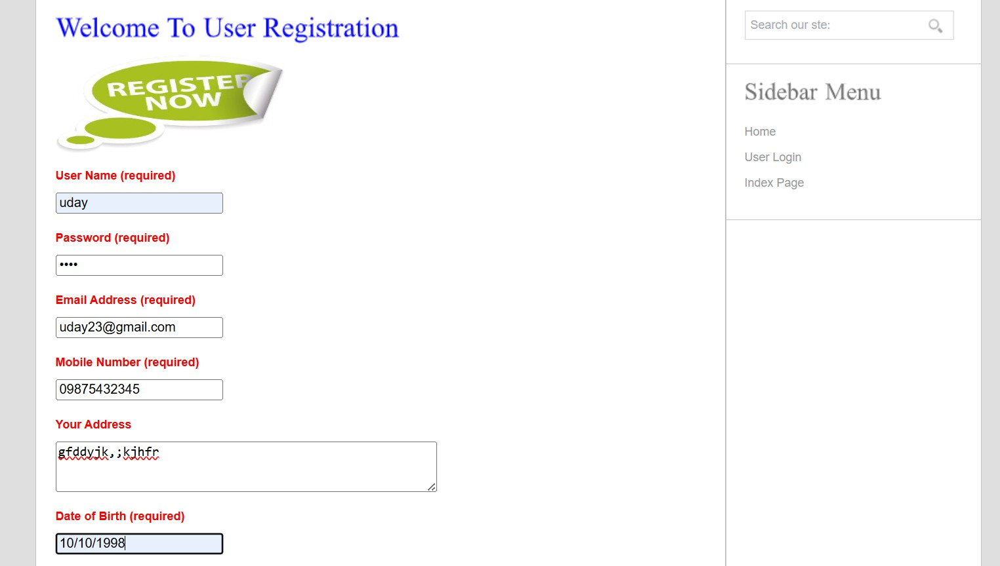 Welcome To User Registration
REGISTER
NOW
User Name (required)
uday
Password (required)
••••
Email Address (required)
uday23@gmail.com
Mobile Number (required)
09875432345
Your Address
gfddyjk,;kjhfr
Date of Birth (required)
10/10/1998
Search our ste:
Sidebar Menu
Home
User Login
Index Page